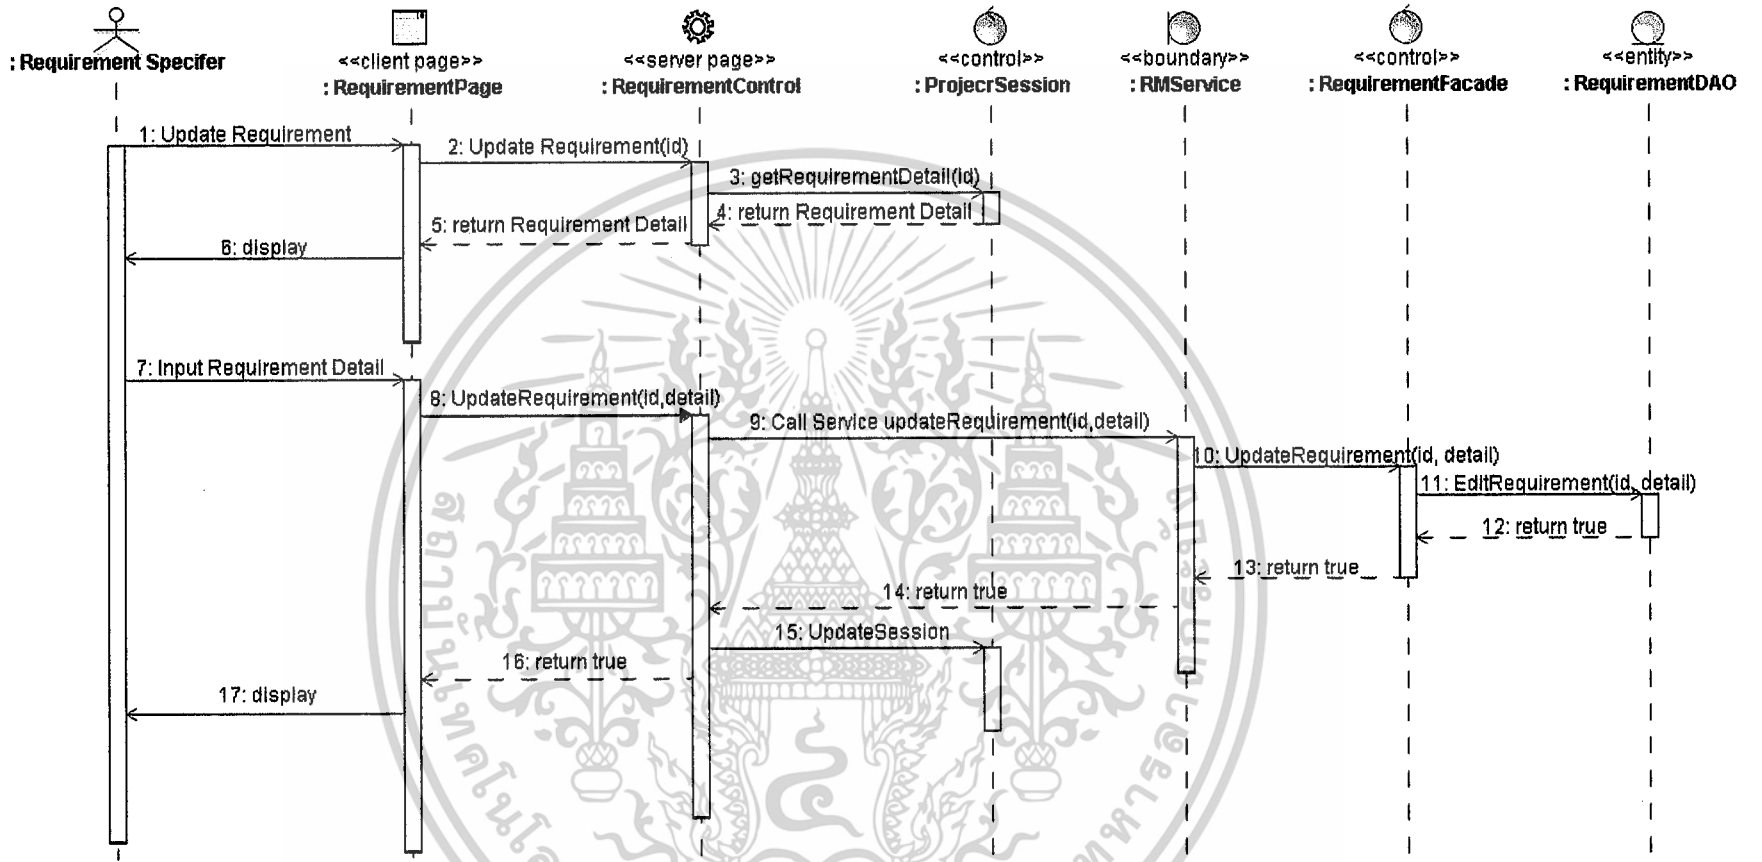 : Requirement Specifer
<<client page>>
: RequirementPage
<<server page>>
: RequirementControl
<<control>>
: ProjecrSession
<<boundary>>
: RMService
<<control>>
: RequirementFacade
<<entity>>
: RequirementDAO
1: Update Requirement
2: Update Requirement(id)
3: getRequirementDetail(id)
4: return Requirement Detail
5: return Requirement Detail
6: display
7: Input Requirement Detail
8: UpdateRequirement(id,detail)
9: Call Service updateRequirement(id,detail)
10: UpdateRequirement(id, detail)
11: EditRequirement(id, detail)
12: return true
13: return true
14: return true
15: UpdateSession
16: return true
17: display